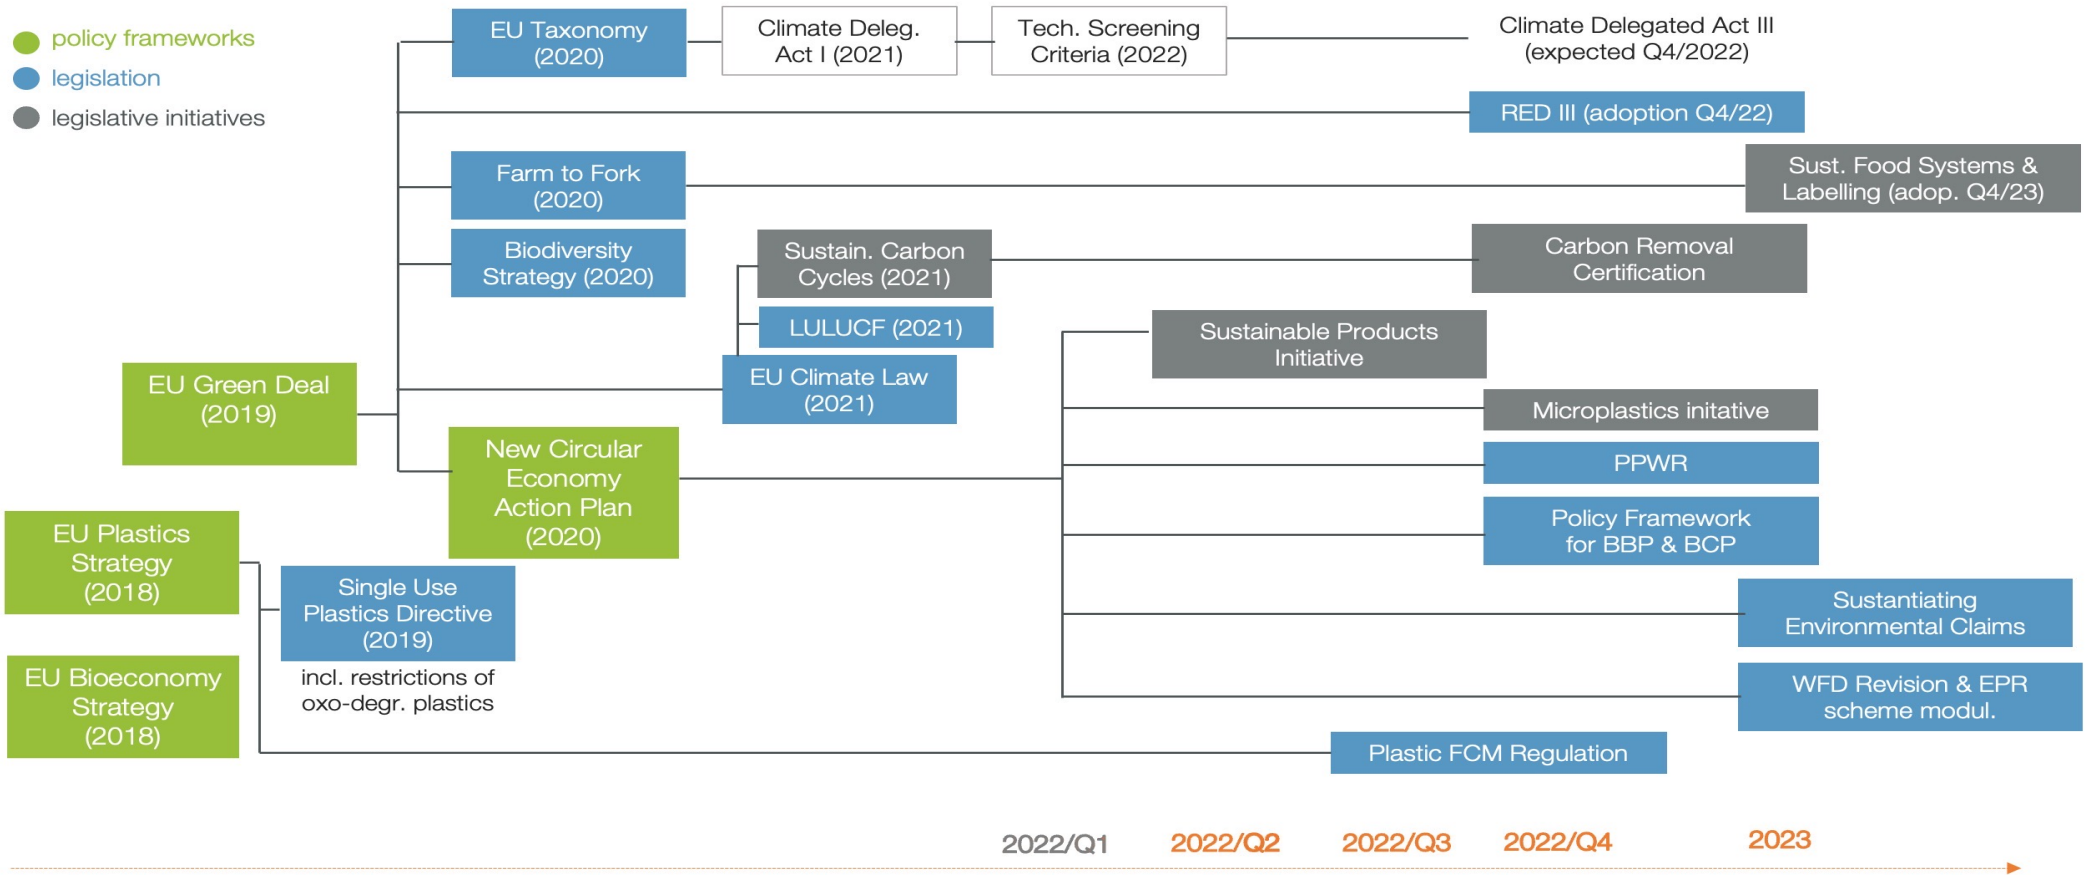 policy frameworks
legislation
legislative initiatives
EU Taxonomy
(2020)
Climate Deleg.
Act I (2021)
Tech. Screening
Criteria (2022)
Climate Delegated Act III
(expected Q4/2022)
RED III (adoption Q4/22)
Farm to Fork
(2020)
Sust. Food Systems &
Labelling (adop. Q4/23)
Biodiversity
Strategy (2020)
Sustain. Carbon
Cycles (2021)
Carbon Removal
Certification
LULUCF (2021)
Sustainable Products
Initiative
EU Climate Law
(2021)
EU Green Deal
(2019)
Microplastics initative
New Circular
Economy
Action Plan
(2020)
PPWR
Policy Framework
for BBP & BCP
EU Plastics
Strategy
(2018)
Single Use
Plastics Directive
(2019)
incl. restrictions of
oxo-degr. plastics
Sustantiating
Environmental Claims
EU Bioeconomy
Strategy
(2018)
WFD Revision & EPR
scheme modul.
Plastic FCM Regulation
2022/Q1
2022/Q2
2022/Q3
2022/Q4
2023